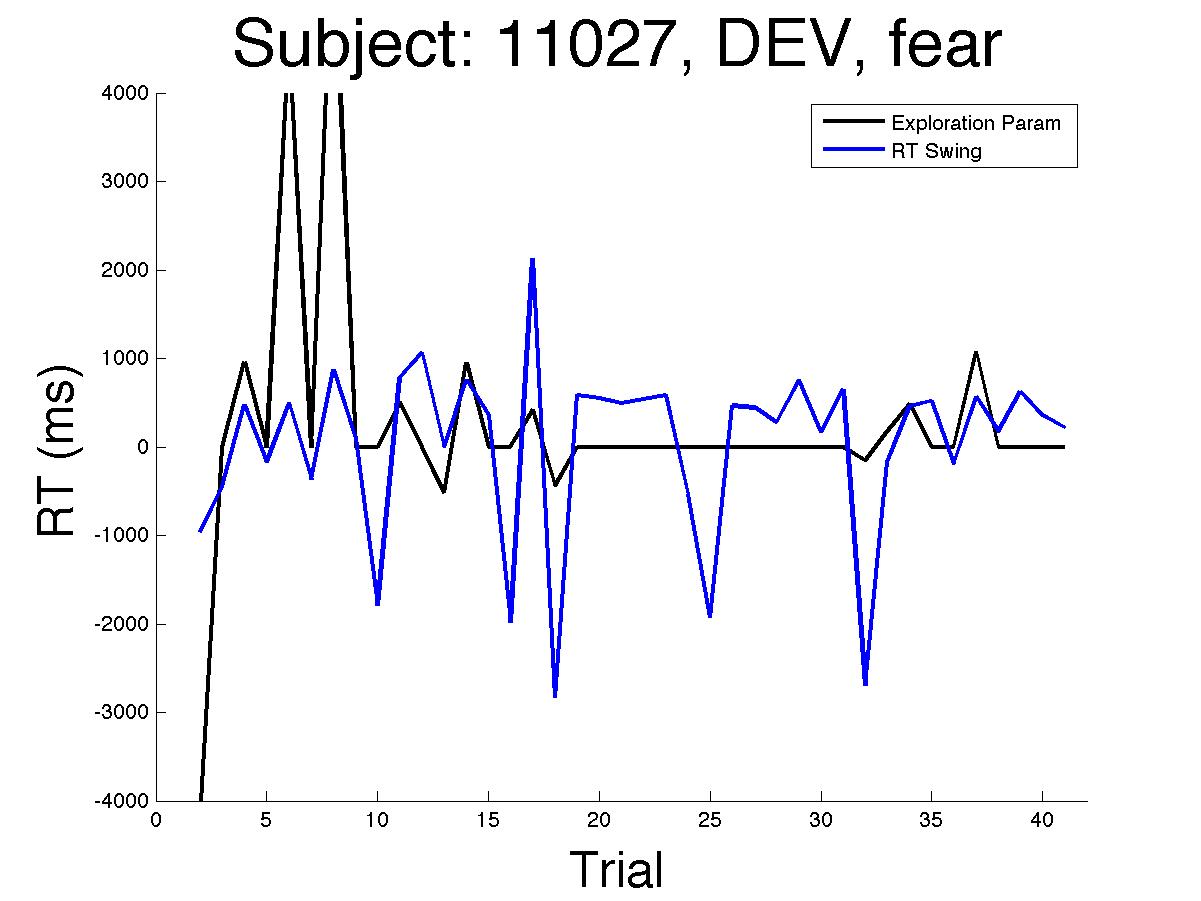 Subject: 11027, DEV, fear
Exploration Param
RT Swing
4000
3000
2000
1000
0
-1000
-2000
-3000
-4000
RT (ms)
0 5 10 15 20 25 30 35 40
Trial